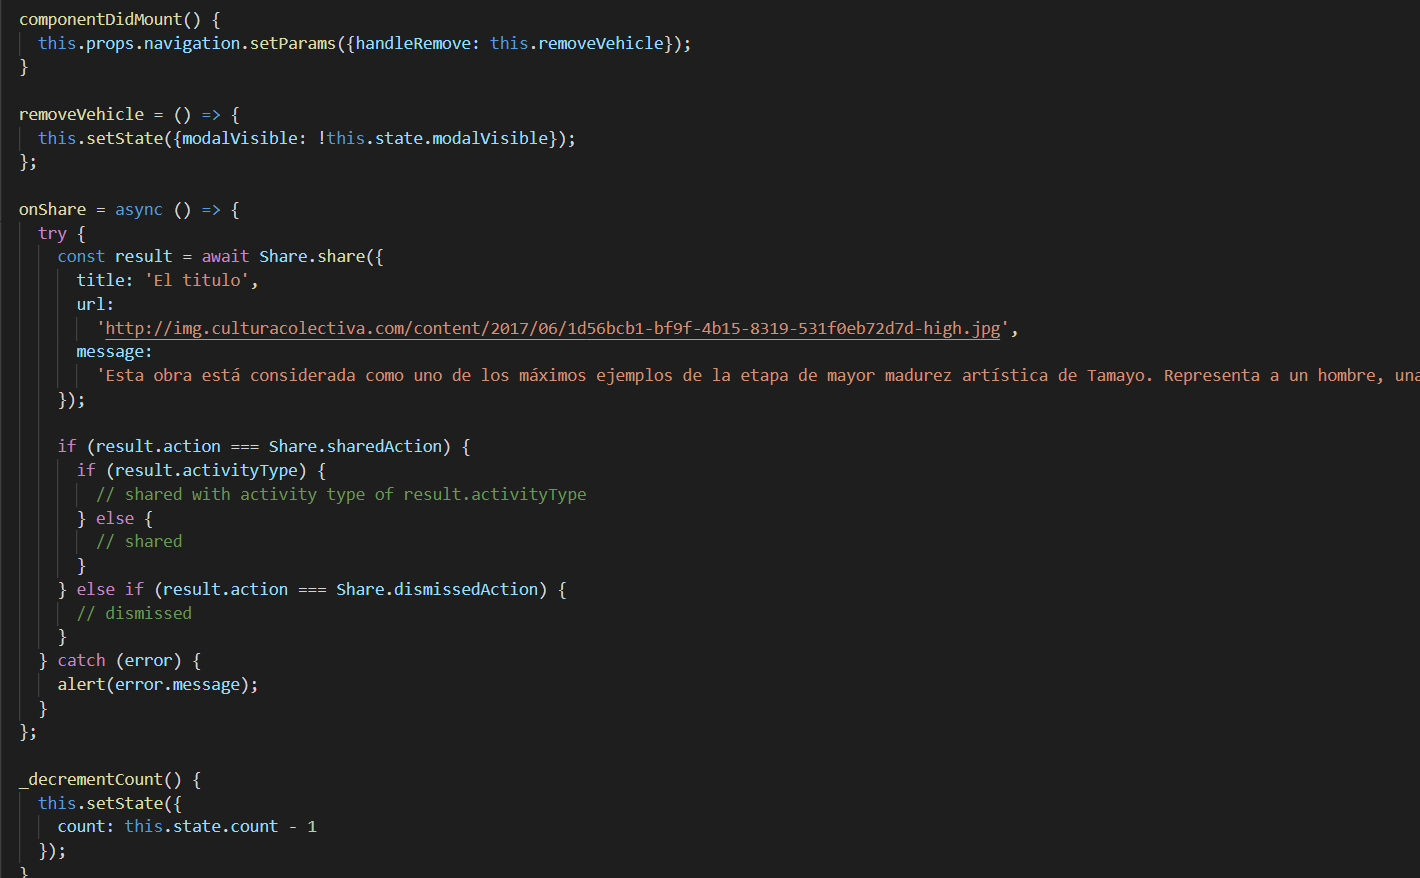 componentDidMount() {
this.props.navigation.setParams({handleRemove: this.removeVehicle});
}
removeVehicle = () => {
this.setState({modalVisible: !this.state.modalVisible});
};
onShare = async () => {
try {
const result = await Share.share({
title: 'El titulo',
url:
'http://img.culturacolectiva.com/content/2017/06/1d56bcb1-bf9f-4b15-8319-531f0eb72d7d-high.jpg',
message:
'Esta obra está considerada como uno de los máximos ejemplos de la etapa de mayor madurez artística de Tamayo. Representa a un hombre, una
});
if (result.action === Share.sharedAction) {
if (result.activityType) {
// shared with activity type of result.activityType
} else {
// shared
}
} else if (result.action === Share.dismissedAction) {
// dismissed
}
} catch (error) {
alert(error.message);
}
};
_decrementCount() {
this.setState({
count: this.state.count - 1
});
}